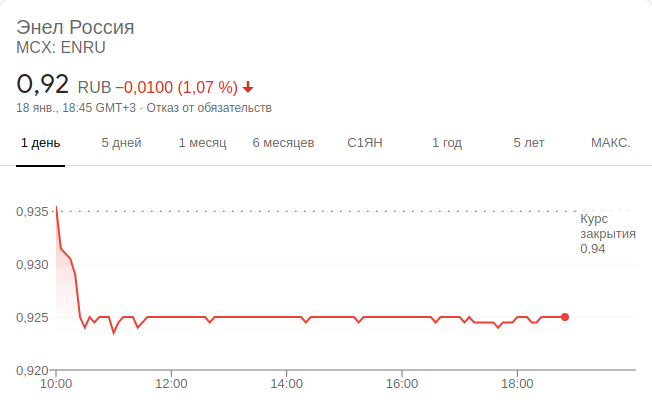 Энел Россия
MCX: ENRU
0,92 RUB −0,0100 (1,07 %)
18 янв., 18:45 GMT+3 · Отказ от обязательств
1 день 5 дней 1 месяц 6 месяцев С1ЯН 1 год 5 лет МАКС.
0,935
Курс
закрытия
0,94
0,930
0,925
0,920
10:00 12:00 14:00 16:00 18:00